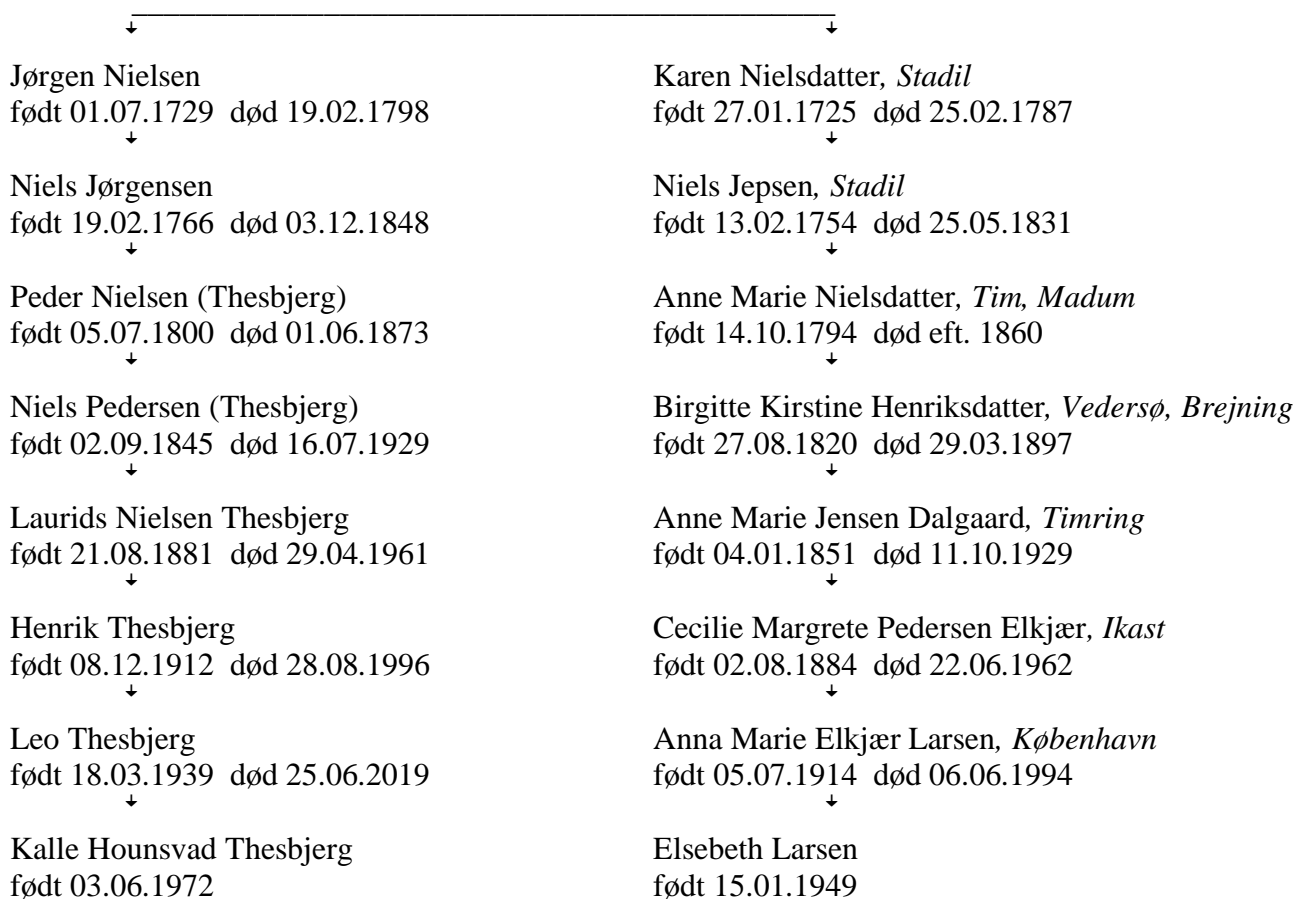 Jørgen Nielsen
født 01.07.1729 død 19.02.1798
Karen Nielsdatter, Stadil
født 27.01.1725 død 25.02.1787
Niels Jørgensen
født 19.02.1766 død 03.12.1848
Niels Jepsen, Stadil
født 13.02.1754 død 25.05.1831
Peder Nielsen (Thesbjerg)
født 05.07.1800 død 01.06.1873
Anne Marie Nielsdatter, Tim, Madum
født 14.10.1794 død eft. 1860
Niels Pedersen (Thesbjerg)
født 02.09.1845 død 16.07.1929
Birgitte Kirstine Henriksdatter, Vedersø, Brejning
født 27.08.1820 død 29.03.1897
Laurids Nielsen Thesbjerg
født 21.08.1881 død 29.04.1961
Anne Marie Jensen Dalgaard, Timring
født 04.01.1851 død 11.10.1929
Henrik Thesbjerg
født 08.12.1912 død 28.08.1996
Cecilie Margrete Pedersen Elkjær, Ikast
født 02.08.1884 død 22.06.1962
Leo Thesbjerg
født 18.03.1939 død 25.06.2019
Anna Marie Elkjær Larsen, København
født 05.07.1914 død 06.06.1994
Kalle Hounsvad Thesbjerg
født 03.06.1972
Elsebeth Larsen
født 15.01.1949